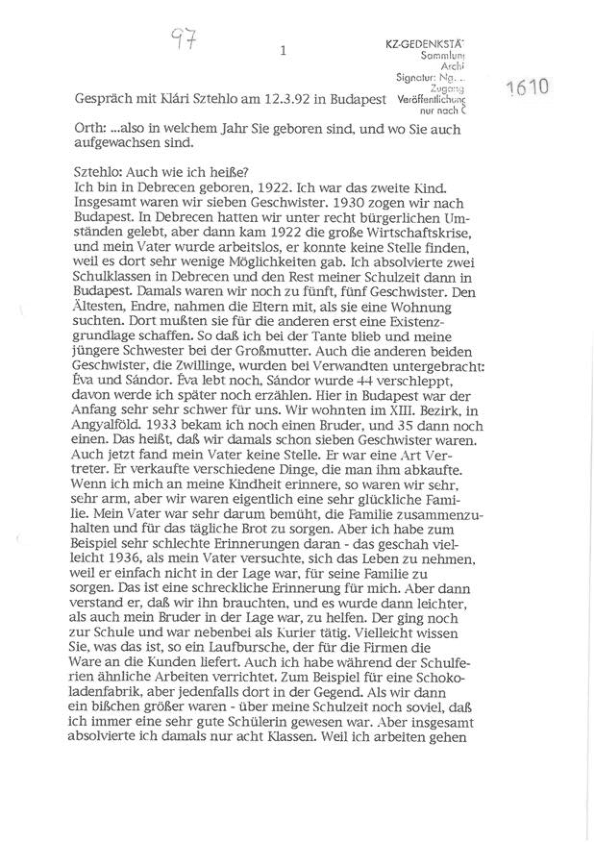 97
1
KZ-GEDENKSTÄ
Sammlun
Archi
Signatur: Ng. ..
Zugang
Veröffentlichung
nur nach
1610
Gespräch mit Klári Sztehlo am 12.3.92 in Budapest
Orth: ...also in welchem Jahr Sie geboren sind, und wo Sie auch
aufgewachsen sind.
Sztehlo: Auch wie ich heiße?
Ich bin in Debrecen geboren, 1922. Ich war das zweite Kind.
Insgesamt waren wir sieben Geschwister. 1930 zogen wir nach
Budapest. In Debrecen hatten wir unter recht bürgerlichen Um-
ständen gelebt, aber dann kam 1922 die große Wirtschaftskrise,
und mein Vater wurde arbeitslos, er konnte keine Stelle finden,
weil es dort sehr wenige Möglichkeiten gab. Ich absolvierte zwei
Schulklassen in Debrecen und den Rest meiner Schulzeit dann in
Budapest. Damals waren wir noch zu fünft, fünf Geschwister. Den
Ältesten, Endre, nahmen die Eltern mit, als sie eine Wohnung
suchten. Dort mußten sie für die anderen erst eine Existenz-
grundlage schaffen. So daß ich bei der Tante blieb und meine
jüngere Schwester bei der Großmutter. Auch die anderen beiden
Geschwister, die Zwillinge, wurden bei Verwandten untergebracht:
Éva und Sándor. Éva lebt noch, Sándor wurde 44 verschleppt,
davon werde ich später noch erzählen. Hier in Budapest war der
Anfang sehr sehr schwer für uns. Wir wohnten im XIII. Bezirk, in
Angyalföld. 1933 bekam ich noch einen Bruder, und 35 dann noch
einen. Das heißt, daß wir damals schon sieben Geschwister waren.
Auch jetzt fand mein Vater keine Stelle. Er war eine Art Ver-
treter. Er verkaufte verschiedene Dinge, die man ihm abkaufte.
Wenn ich mich an meine Kindheit erinnere, so waren wir sehr,
sehr arm, aber wir waren eigentlich eine sehr glückliche Fami-
lie. Mein Vater war sehr darum bemüht, die Familie zusammenzu-
halten und für das tägliche Brot zu sorgen. Aber ich habe zum
Beispiel sehr schlechte Erinnerungen daran - das geschah viel-
leicht 1936, als mein Vater versuchte, sich das Leben zu nehmen,
weil er einfach nicht in der Lage war, für seine Familie zu
sorgen. Das ist eine schreckliche Erinnerung für mich. Aber dann
verstand er, daß wir ihn brauchten, und es wurde dann leichter,
als auch mein Bruder in der Lage war, zu helfen. Der ging noch
zur Schule und war nebenbei als Kurier tätig. Vielleicht wissen
Sie, was das ist, so ein Laufbursche, der für die Firmen die
Ware an die Kunden liefert. Auch ich habe während der Schulfe-
rien ähnliche Arbeiten verrichtet. Zum Beispiel für eine Schoko-
ladenfabrik, aber jedenfalls dort in der Gegend. Als wir dann
ein bißchen größer waren - über meine Schulzeit noch soviel, daß
ich immer eine sehr gute Schülerin gewesen war. Aber insgesamt
absolvierte ich damals nur acht Klassen. Weil ich arbeiten gehen